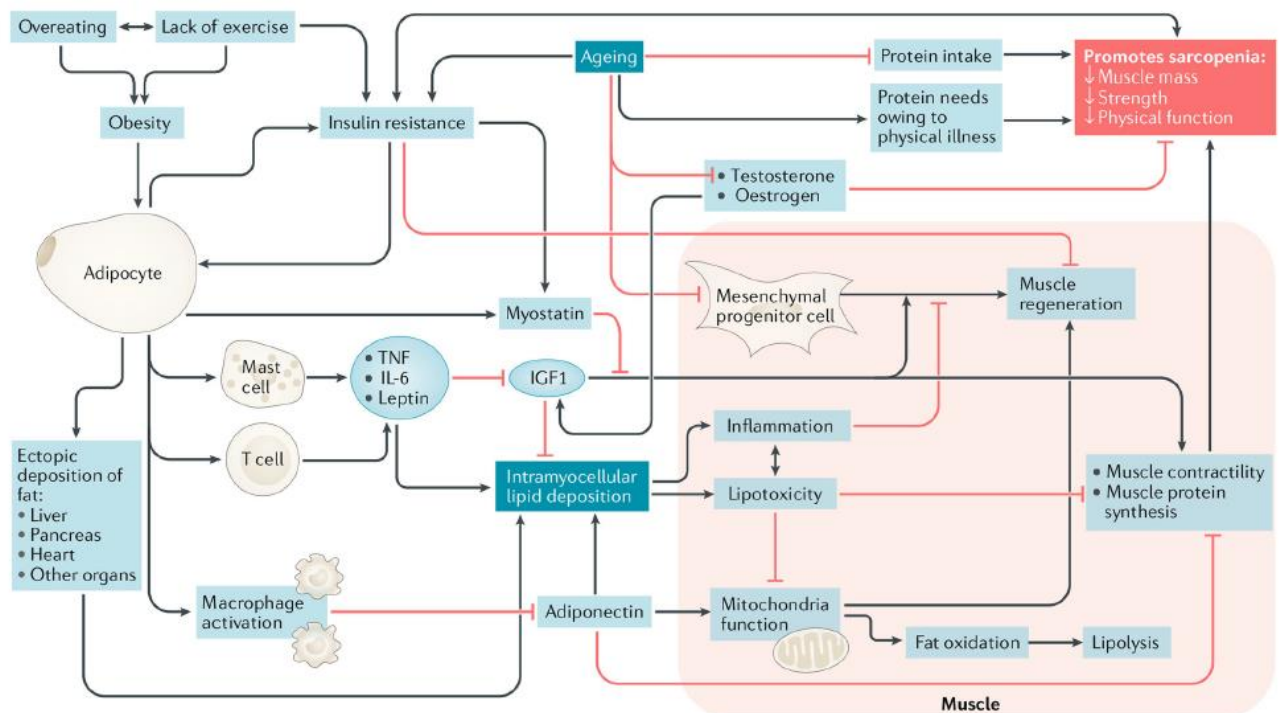 Overeating
Lack of exercise
Ageing
Protein intake
Promotes sarcopenia:
↓ Muscle mass
↓ Strength
↓ Physical function
Obesity
Insulin resistance
Protein needs
owing to
physical illness
• Testosterone
• Oestrogen
Adipocyte
Mesenchymal
progenitor cell
Muscle
regeneration
Myostatin
Mast
cell
• TNF
• IL-6
• Leptin
IGF1
T cell
Inflammation
Ectopic
deposition of
fat:
• Liver
• Pancreas
• Heart
• Other organs
Intramyocellular
lipid deposition
Lipotoxicity
• Muscle contractility
• Muscle protein
synthesis
Macrophage
activation
Adiponectin
Mitochondria
function
Fat oxidation
Lipolysis
Muscle